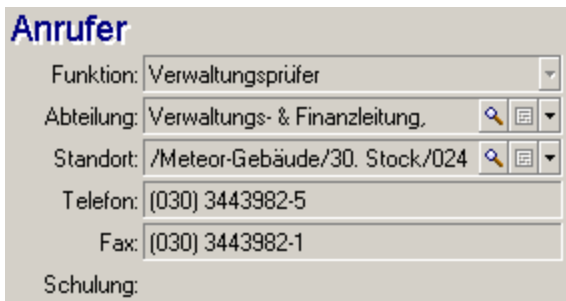 Anrufer
Funktion: Verwaltungsprüfer
Abteilung: Verwaltungs- & Finanzleitung,
Standort: /Meteor-Gebäude/30. Stock/024
Telefon: (030) 3443982-5
Fax: (030) 3443982-1
Schulung: